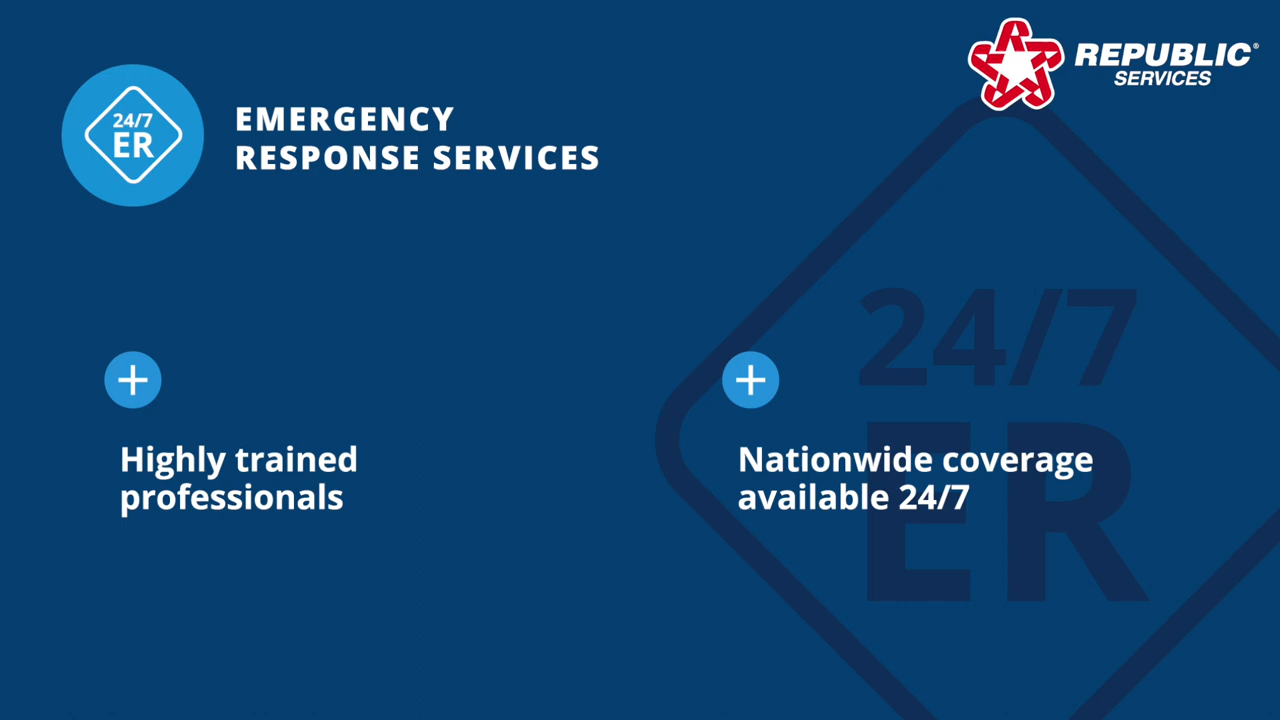 REPUBLIC®
SERVICES
24/7
ER
EMERGENCY
RESPONSE SERVICES
24/7
ER
Highly trained
professionals
Nationwide coverage
available 24/7